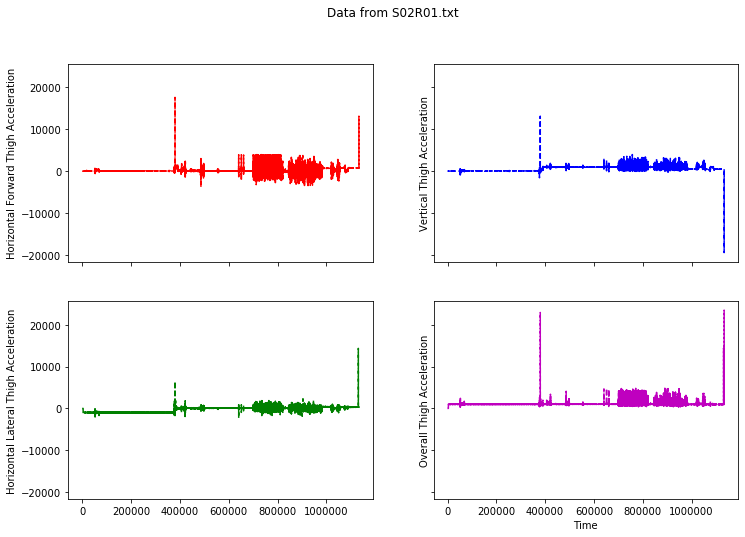 Data from S02R01.txt
Horizontal Forward Thigh Acceleration
20000
10000
0
−10000
−20000
Vertical Thigh Acceleration
Horizontal Lateral Thigh Acceleration
20000
10000
0
−10000
−20000
0 200000 400000 600000 800000 1000000
Overall Thigh Acceleration
0 200000 400000 600000 800000 1000000
Time